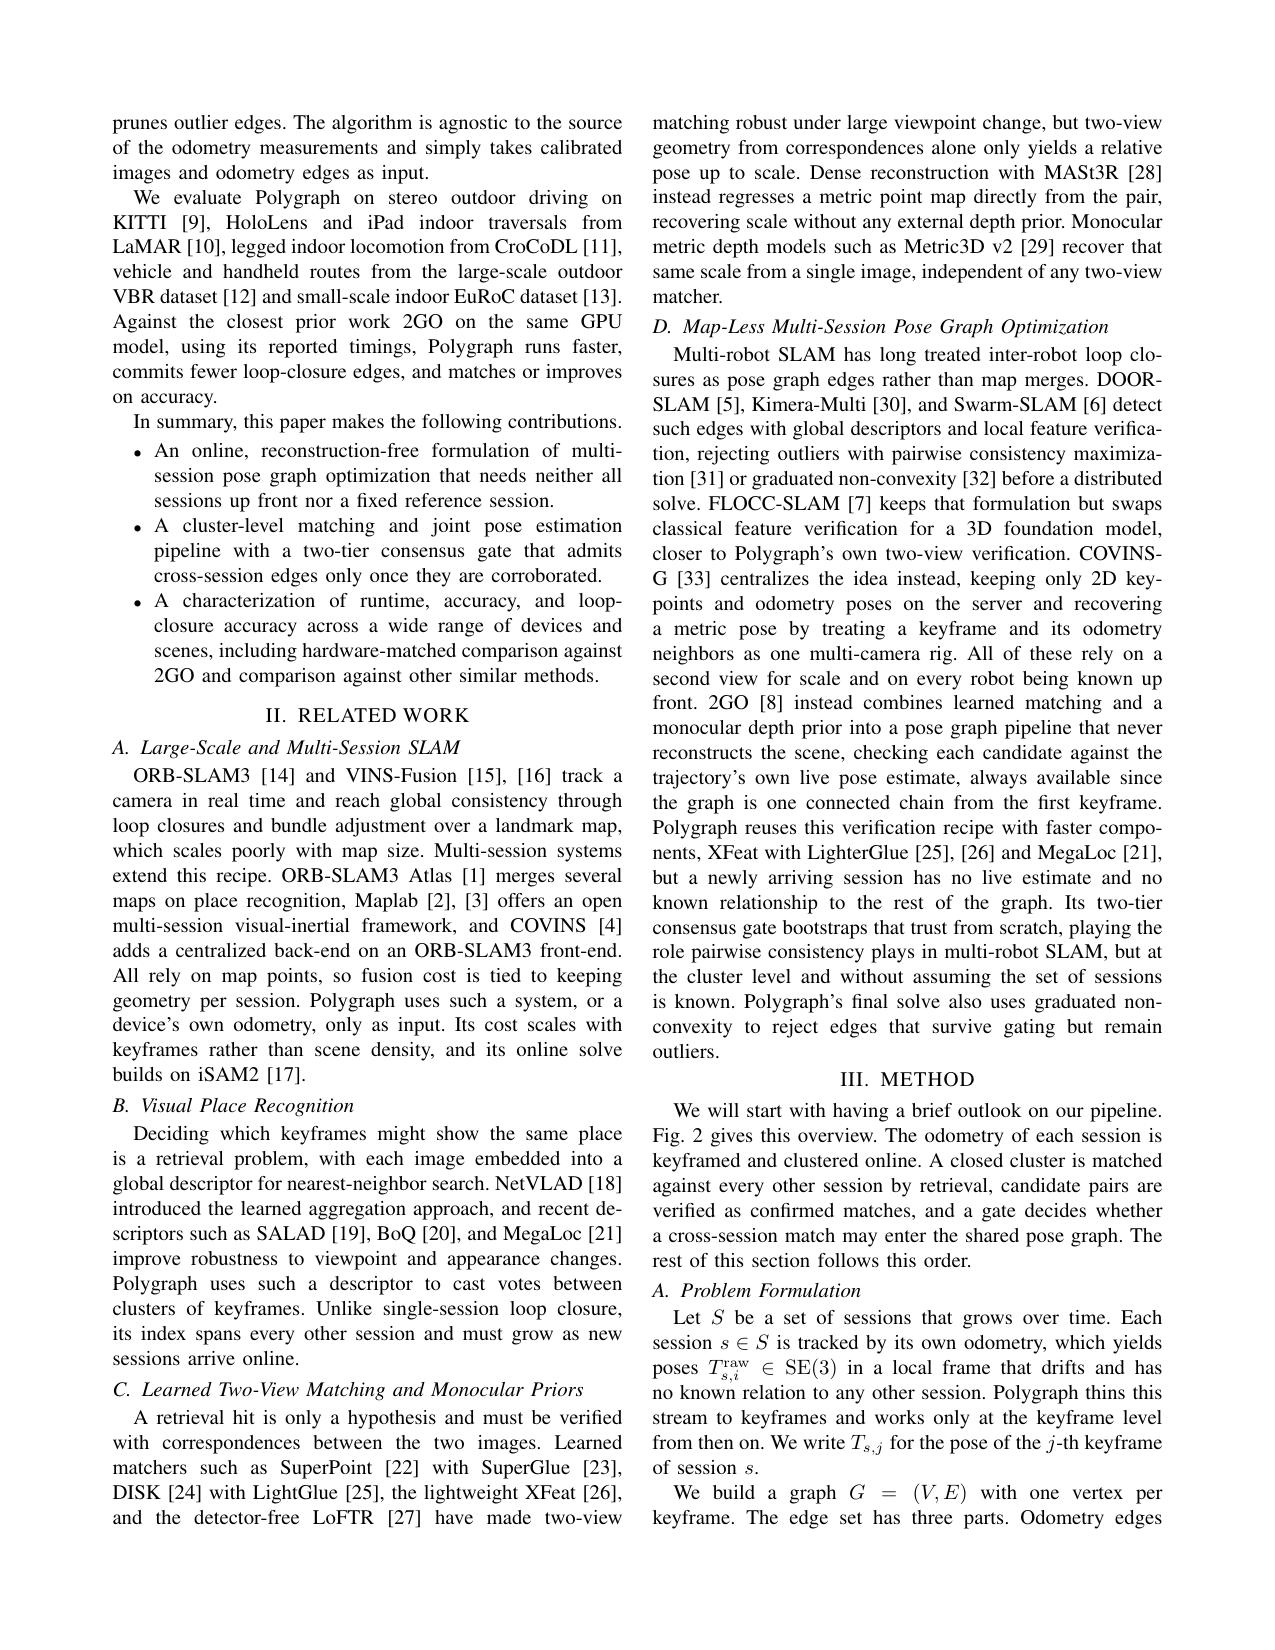 prunes outlier edges. The algorithm is agnostic to the source
of the odometry measurements and simply takes calibrated
images and odometry edges as input.
We evaluate Polygraph on stereo outdoor driving on
KITTI [9], HoloLens and iPad indoor traversals from
LaMAR [10], legged indoor locomotion from CroCoDL [11],
vehicle and handheld routes from the large-scale outdoor
VBR dataset [12] and small-scale indoor EuRoC dataset [13].
Against the closest prior work 2GO on the same GPU
model, using its reported timings, Polygraph runs faster,
commits fewer loop-closure edges, and matches or improves
on accuracy.
In summary, this paper makes the following contributions.
• An online, reconstruction-free formulation of multi-
session pose graph optimization that needs neither all
sessions up front nor a fixed reference session.
• A cluster-level matching and joint pose estimation
pipeline with a two-tier consensus gate that admits
cross-session edges only once they are corroborated.
• A characterization of runtime, accuracy, and loop-
closure accuracy across a wide range of devices and
scenes, including hardware-matched comparison against
2GO and comparison against other similar methods.
II. RELATED WORK
A. Large-Scale and Multi-Session SLAM
ORB-SLAM3 [14] and VINS-Fusion [15], [16] track a
camera in real time and reach global consistency through
loop closures and bundle adjustment over a landmark map,
which scales poorly with map size. Multi-session systems
extend this recipe. ORB-SLAM3 Atlas [1] merges several
maps on place recognition, Maplab [2], [3] offers an open
multi-session visual-inertial framework, and COVINS [4]
adds a centralized back-end on an ORB-SLAM3 front-end.
All rely on map points, so fusion cost is tied to keeping
geometry per session. Polygraph uses such a system, or a
device's own odometry, only as input. Its cost scales with
keyframes rather than scene density, and its online solve
builds on iSAM2 [17].
B. Visual Place Recognition
Deciding which keyframes might show the same place
is a retrieval problem, with each image embedded into a
global descriptor for nearest-neighbor search. NetVLAD [18]
introduced the learned aggregation approach, and recent de-
scriptors such as SALAD [19], BoQ [20], and MegaLoc [21]
improve robustness to viewpoint and appearance changes.
Polygraph uses such a descriptor to cast votes between
clusters of keyframes. Unlike single-session loop closure,
its index spans every other session and must grow as new
sessions arrive online.
C. Learned Two-View Matching and Monocular Priors
A retrieval hit is only a hypothesis and must be verified
with correspondences between the two images. Learned
matchers such as SuperPoint [22] with SuperGlue [23],
DISK [24] with LightGlue [25], the lightweight XFeat [26],
and the detector-free LoFTR [27] have made two-view
matching robust under large viewpoint change, but two-view
geometry from correspondences alone only yields a relative
pose up to scale. Dense reconstruction with MASt3R [28]
instead regresses a metric point map directly from the pair,
recovering scale without any external depth prior. Monocular
metric depth models such as Metric3D v2 [29] recover that
same scale from a single image, independent of any two-view
matcher.
D. Map-Less Multi-Session Pose Graph Optimization
Multi-robot SLAM has long treated inter-robot loop clo-
sures as pose graph edges rather than map merges. DOOR-
SLAM [5], Kimera-Multi [30], and Swarm-SLAM [6] detect
such edges with global descriptors and local feature verifica-
tion, rejecting outliers with pairwise consistency maximiza-
tion [31] or graduated non-convexity [32] before a distributed
solve. FLOCC-SLAM [7] keeps that formulation but swaps
classical feature verification for a 3D foundation model,
closer to Polygraph's own two-view verification. COVINS-
G [33] centralizes the idea instead, keeping only 2D key-
points and odometry poses on the server and recovering
a metric pose by treating a keyframe and its odometry
neighbors as one multi-camera rig. All of these rely on a
second view for scale and on every robot being known up
front. 2GO [8] instead combines learned matching and a
monocular depth prior into a pose graph pipeline that never
reconstructs the scene, checking each candidate against the
trajectory's own live pose estimate, always available since
the graph is one connected chain from the first keyframe.
Polygraph reuses this verification recipe with faster compo-
nents, XFeat with LighterGlue [25], [26] and MegaLoc [21],
but a newly arriving session has no live estimate and no
known relationship to the rest of the graph. Its two-tier
consensus gate bootstraps that trust from scratch, playing the
role pairwise consistency plays in multi-robot SLAM, but at
the cluster level and without assuming the set of sessions
is known. Polygraph's final solve also uses graduated non-
convexity to reject edges that survive gating but remain
outliers.
III. METHOD
We will start with having a brief outlook on our pipeline.
Fig. 2 gives this overview. The odometry of each session is
keyframed and clustered online. A closed cluster is matched
against every other session by retrieval, candidate pairs are
verified as confirmed matches, and a gate decides whether
a cross-session match may enter the shared pose graph. The
rest of this section follows this order.
A. Problem Formulation
Let S be a set of sessions that grows over time. Each
session s ∈ S is tracked by its own odometry, which yields
poses T^raw_{s,i} ∈ SE(3) in a local frame that drifts and has
no known relation to any other session. Polygraph thins this
stream to keyframes and works only at the keyframe level
from then on. We write T_{s,j} for the pose of the j-th keyframe
of session s.
We build a graph G = (V, E) with one vertex per
keyframe. The edge set has three parts. Odometry edges